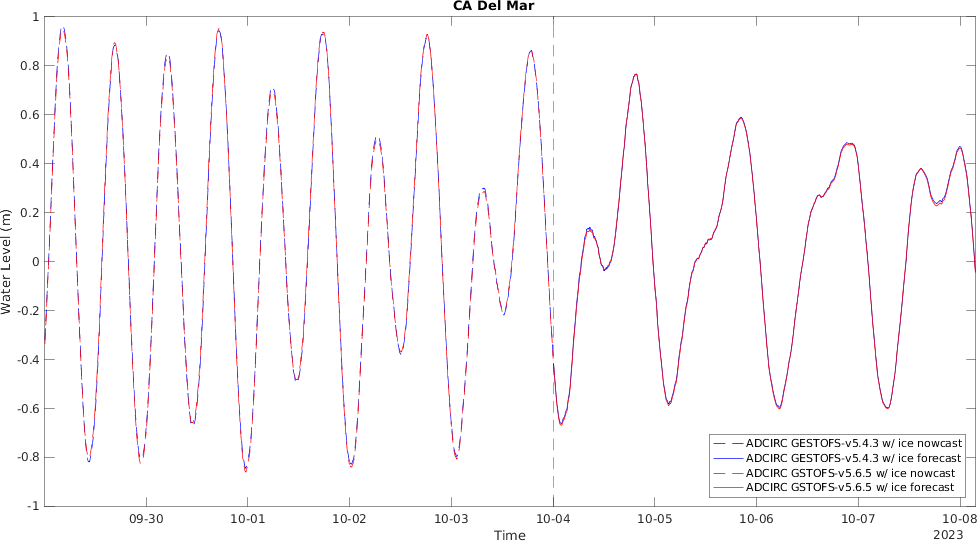 CA Del Mar
1
0.8
0.6
0.4
0.2
0
-0.2
-0.4
-0.6
-0.8
-1
Water Level (m)
ADCIRC GESTOFS-v5.4.3 w/ ice nowcast
ADCIRC GESTOFS-v5.4.3 w/ ice forecast
ADCIRC GSTOFS-v5.6.5 w/ ice nowcast
ADCIRC GSTOFS-v5.6.5 w/ ice forecast
09-30 10-01 10-02 10-03 10-04 10-05 10-06 10-07 10-08
Time
2023